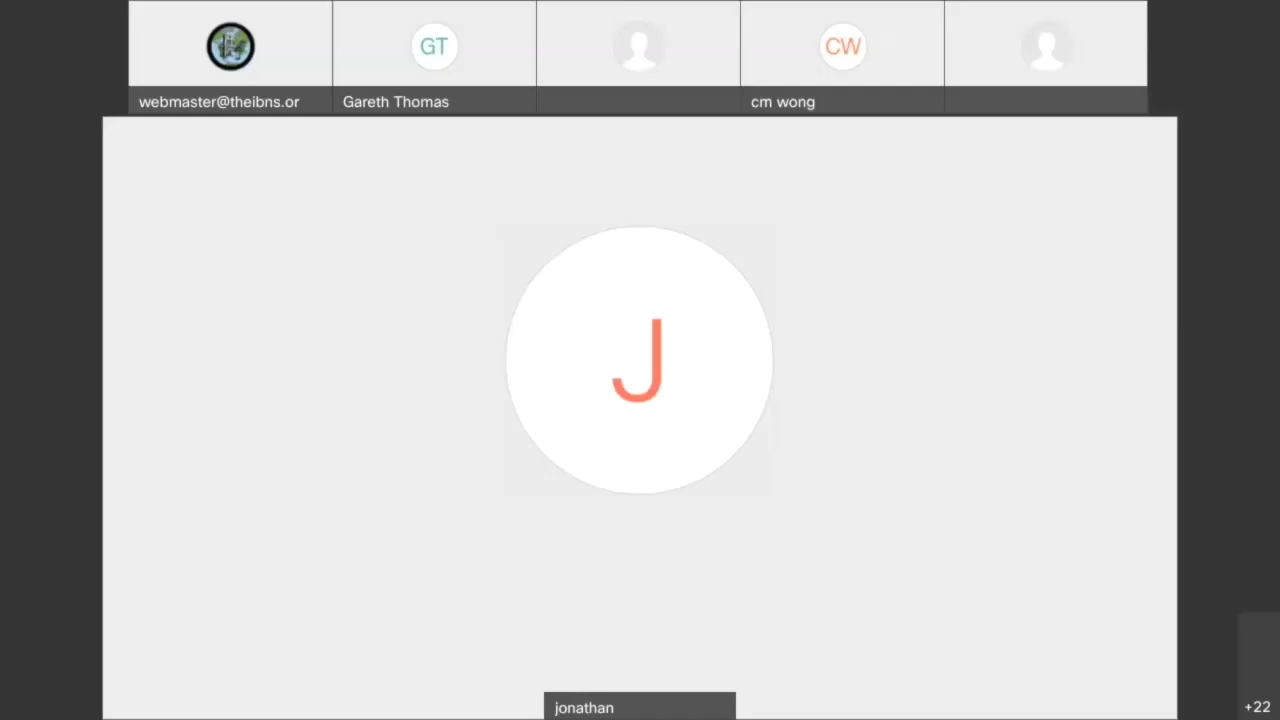 GT
CW
webmaster@theibns.or
Gareth Thomas
cm wong
J
jonathan
+22